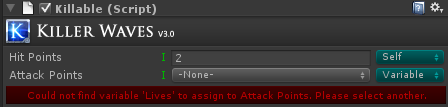 Killable (Script)
KILLER WAVES v3.0
Hit Points I 2 Self
Attack Points I -None- Variable
Could not find variable 'Lives' to assign to Attack Points. Please select another.